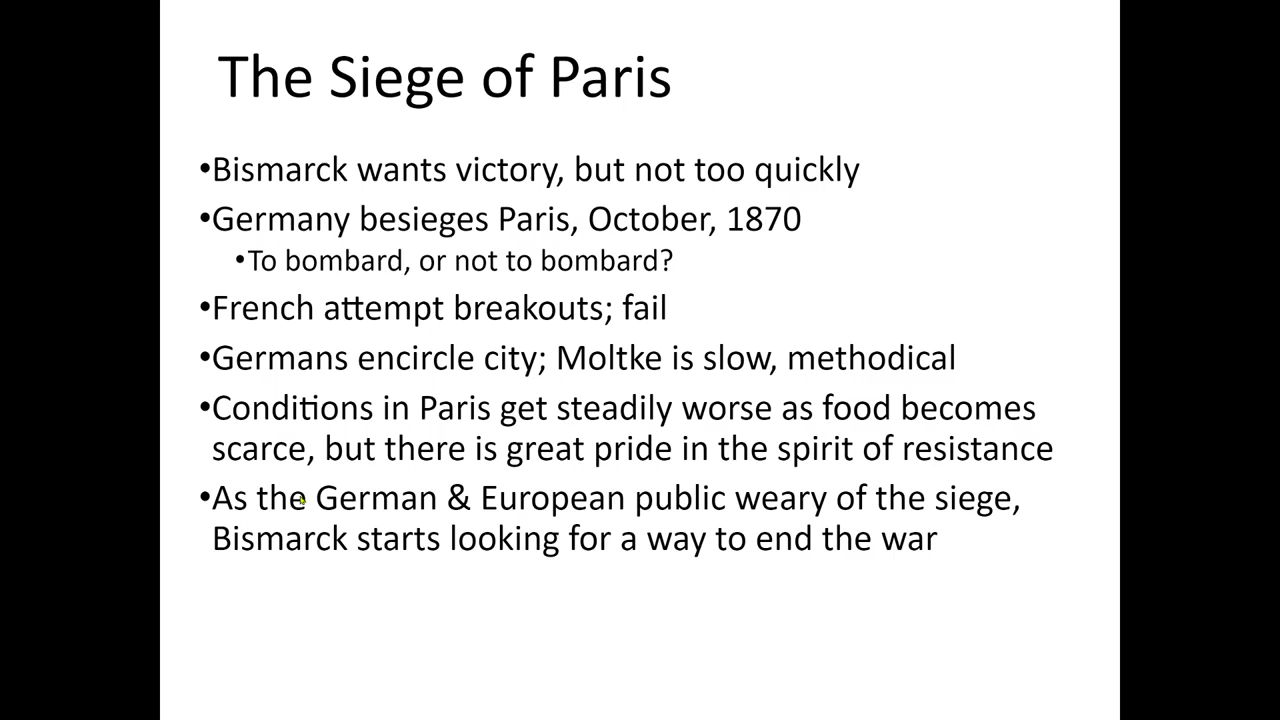 The Siege of Paris
•Bismarck wants victory, but not too quickly
•Germany besieges Paris, October, 1870
•To bombard, or not to bombard?
•French attempt breakouts; fail
•Germans encircle city; Moltke is slow, methodical
•Conditions in Paris get steadily worse as food becomes
scarce, but there is great pride in the spirit of resistance
•As the German & European public weary of the siege,
Bismarck starts looking for a way to end the war